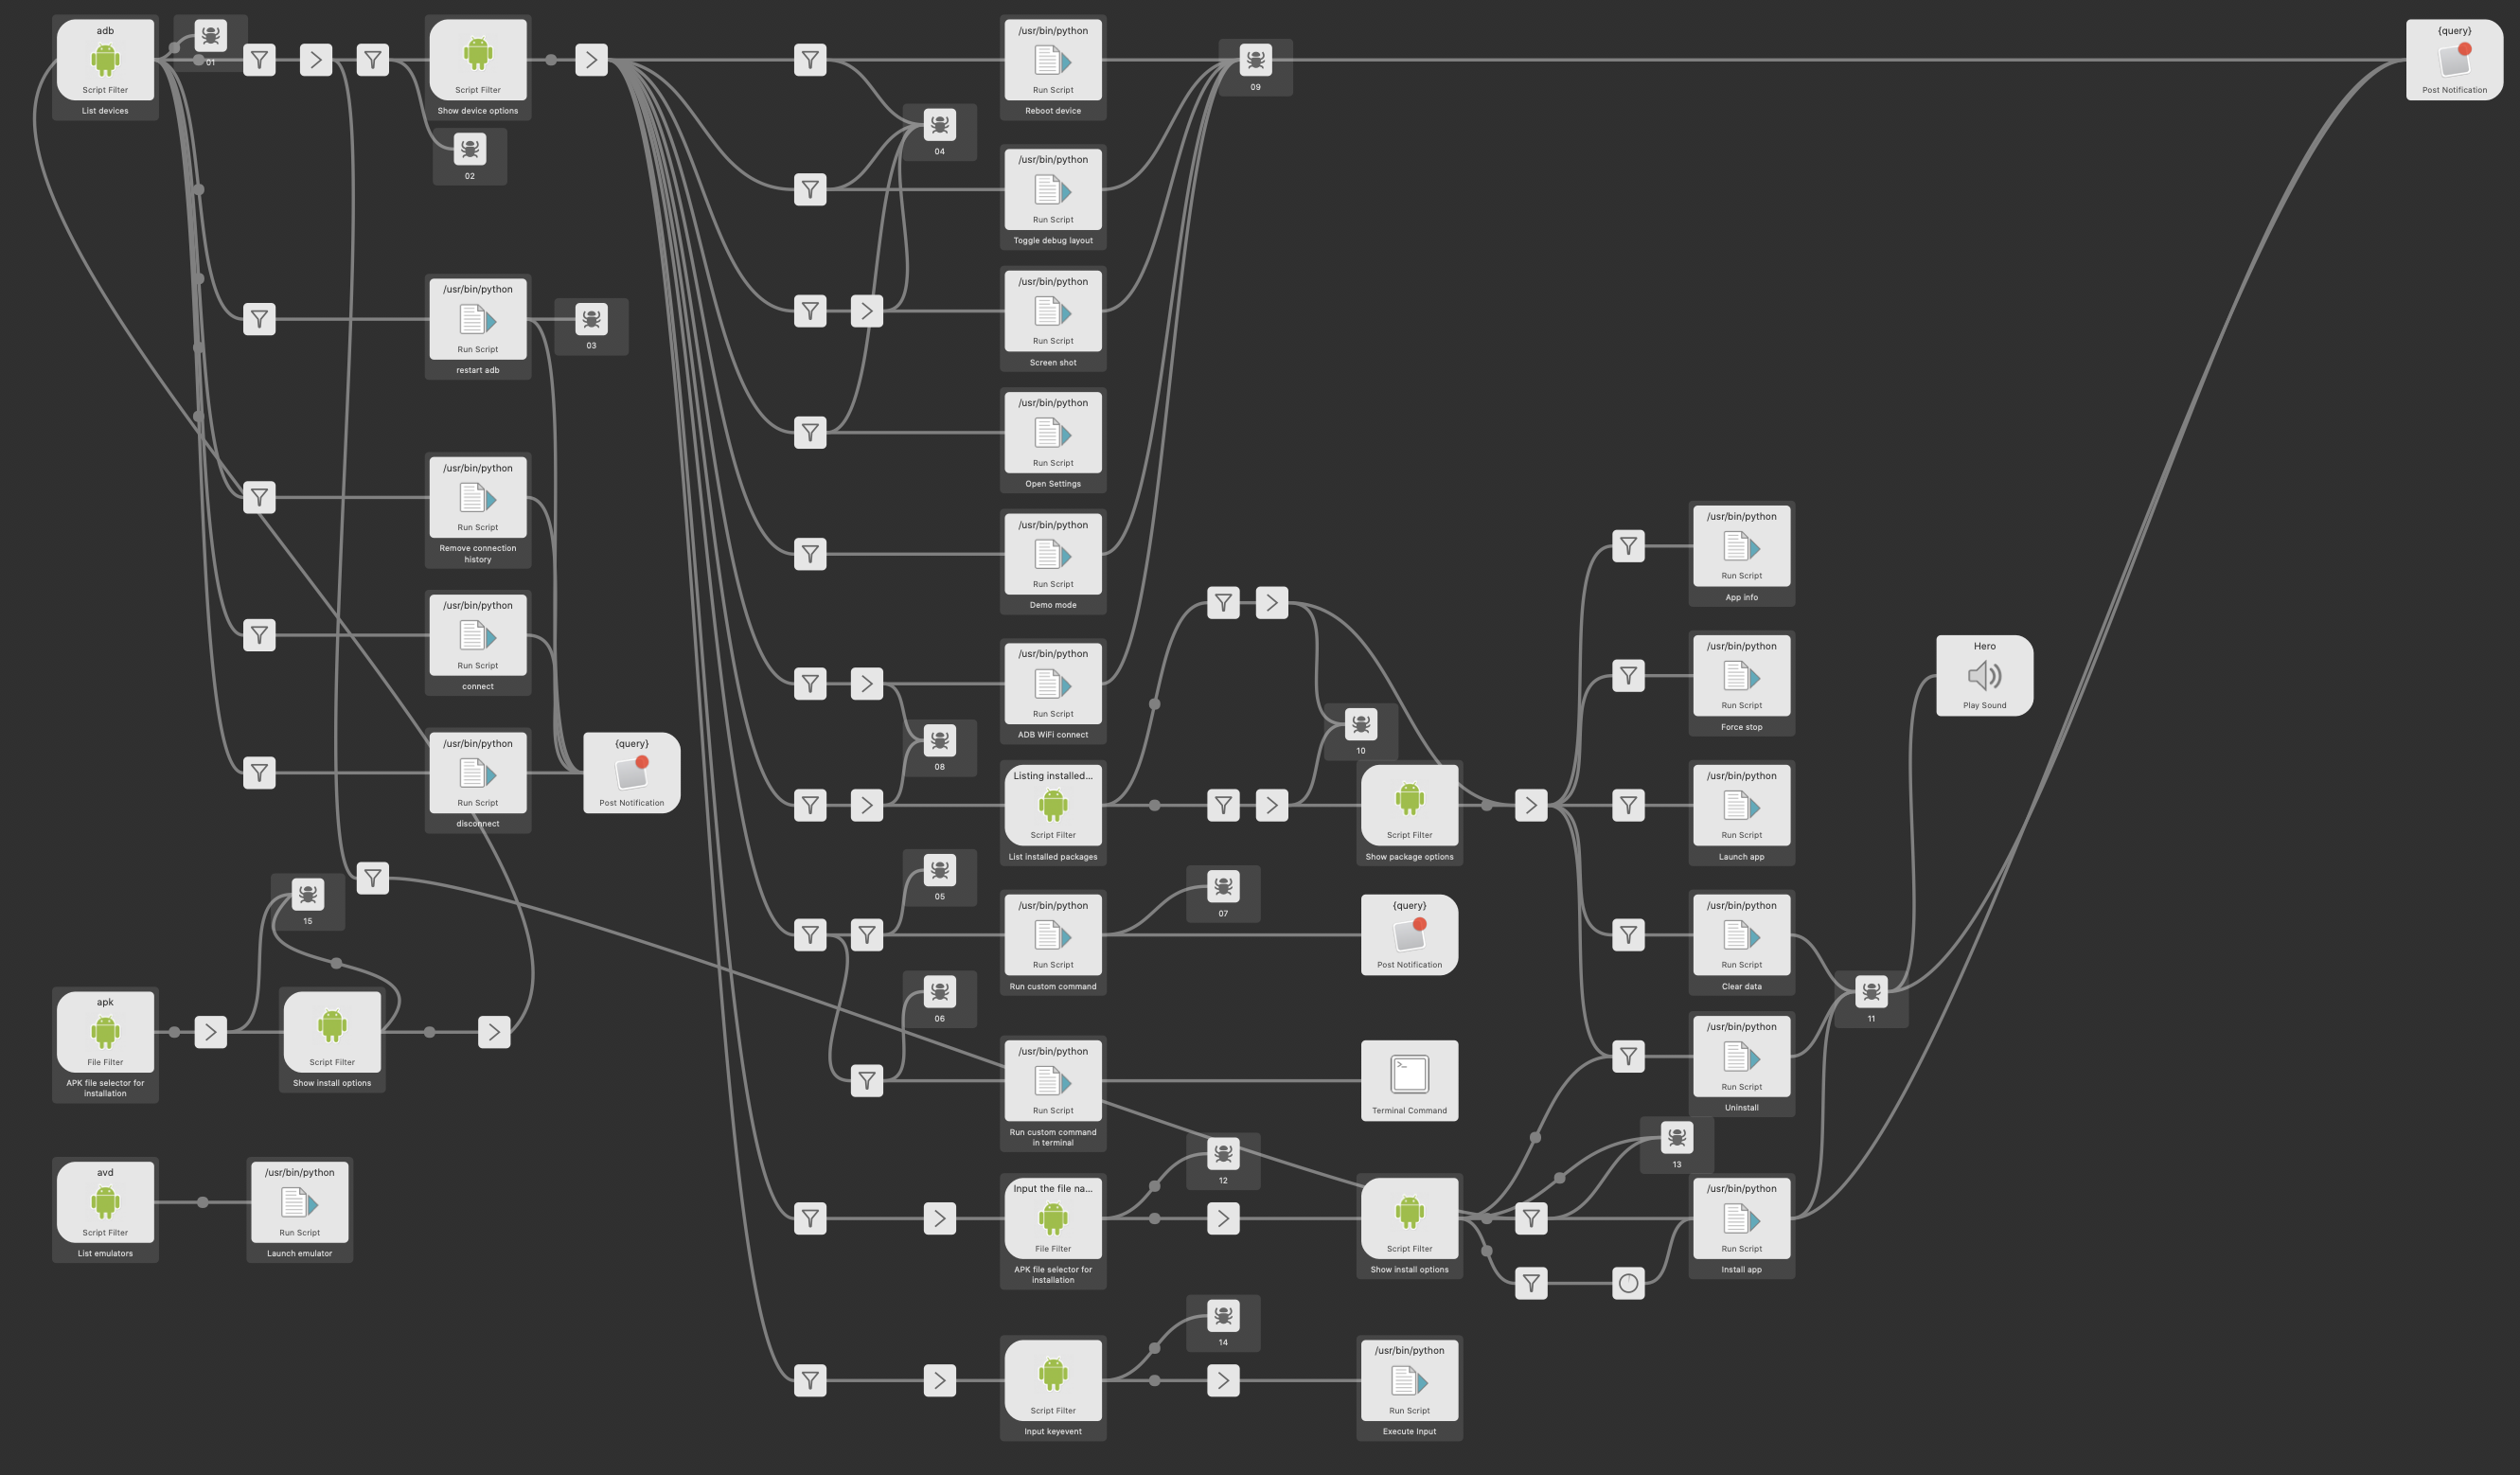 adb
Script Filter
List devices
01
Script Filter
Show device options
02
/usr/bin/python
Run Script
restart adb
03
/usr/bin/python
Run Script
Remove connection
history
/usr/bin/python
Run Script
connect
/usr/bin/python
Run Script
disconnect
{query}
Post Notification
15
apk
File Filter
APK file selector for
installation
Script Filter
Show install options
avd
Script Filter
List emulators
/usr/bin/python
Run Script
Launch emulator
/usr/bin/python
Run Script
Reboot device
04
09
/usr/bin/python
Run Script
Toggle debug layout
/usr/bin/python
Run Script
Screen shot
/usr/bin/python
Run Script
Open Settings
/usr/bin/python
Run Script
Demo mode
/usr/bin/python
Run Script
ADB WiFi connect
08
Listing installed...
Script Filter
List installed packages
10
Script Filter
Show package options
05
/usr/bin/python
Run Script
Run custom command
07
{query}
Post Notification
06
/usr/bin/python
Run Script
Run custom command
in terminal
Terminal Command
12
Input the file na...
File Filter
APK file selector for
installation
Script Filter
Show install options
14
Script Filter
Input keyevent
/usr/bin/python
Run Script
Execute Input
/usr/bin/python
Run Script
App info
/usr/bin/python
Run Script
Force stop
/usr/bin/python
Run Script
Launch app
/usr/bin/python
Run Script
Clear data
11
/usr/bin/python
Run Script
Uninstall
13
/usr/bin/python
Run Script
Install app
Hero
Play Sound
{query}
Post Notification